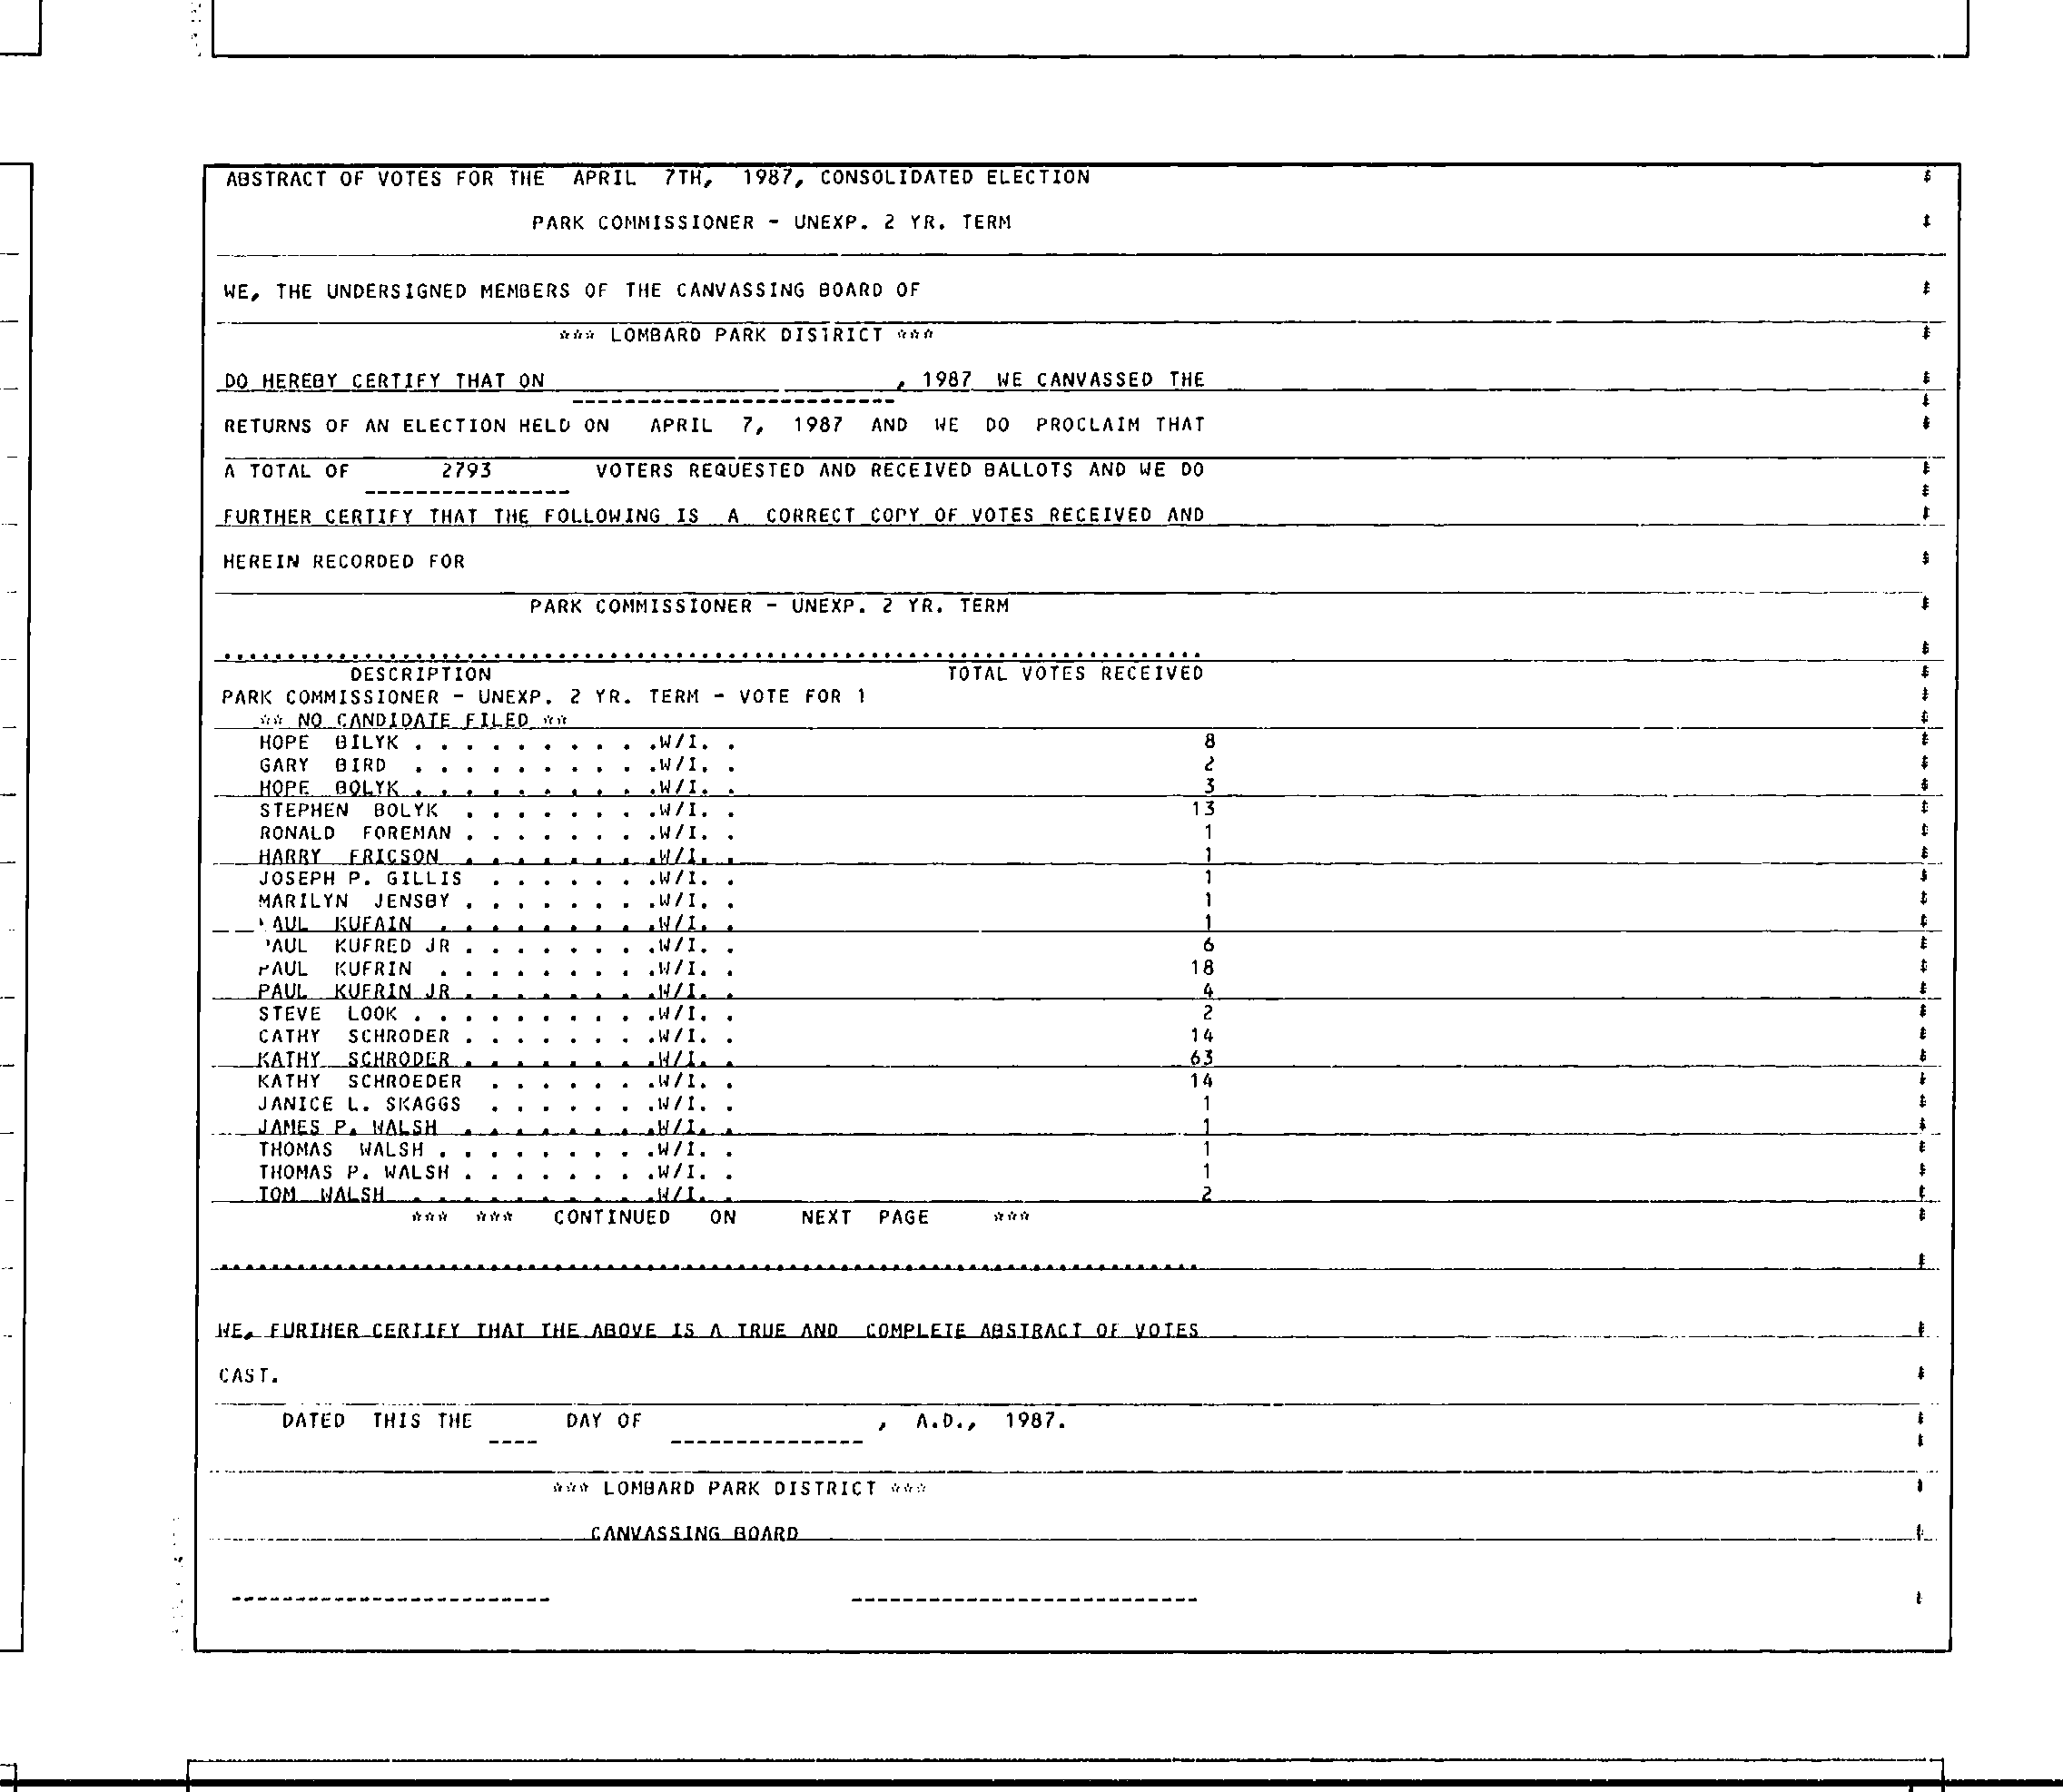 ABSTRACT OF VOTES FOR THE APRIL 7TH, 1987, CONSOLIDATED ELECTION
PARK COMMISSIONER - UNEXP. 2 YR. TERM
WE, THE UNDERSIGNED MEMBERS OF THE CANVASSING BOARD OF
*** LOMBARD PARK DISTRICT ***
DO HEREBY CERTIFY THAT ON , 1987 WE CANVASSED THE
RETURNS OF AN ELECTION HELD ON APRIL 7, 1987 AND WE DO PROCLAIM THAT
A TOTAL OF 2793 VOTERS REQUESTED AND RECEIVED BALLOTS AND WE DO
FURTHER CERTIFY THAT THE FOLLOWING IS A CORRECT COPY OF VOTES RECEIVED AND
HEREIN RECORDED FOR
PARK COMMISSIONER - UNEXP. 2 YR. TERM
DESCRIPTION TOTAL VOTES RECEIVED
PARK COMMISSIONER - UNEXP. 2 YR. TERM - VOTE FOR 1
** NO CANDIDATE FILED **
HOPE BILYK . . . . . . . . . .W/I. . 8
GARY BIRD . . . . . . . . . .W/I. . 2
HOPE BOLYK . . . . . . . . . .W/I. . 3
STEPHEN BOLYK . . . . . . . .W/I. . 13
RONALD FOREMAN . . . . . . . .W/I. . 1
HARRY FRICSON . . . . . . . .W/I. . 1
JOSEPH P. GILLIS . . . . . . .W/I. . 1
MARILYN JENSBY . . . . . . . .W/I. . 1
PAUL KUFAIN . . . . . . . . .W/I. . 1
PAUL KUFRED JR . . . . . . . .W/I. . 6
PAUL KUFRIN . . . . . . . . .W/I. . 18
PAUL KUFRIN JR . . . . . . . .W/I. . 4
STEVE LOOK . . . . . . . . . .W/I. . 2
CATHY SCHRODER . . . . . . . .W/I. . 14
KATHY SCHRODER . . . . . . . .W/I. . 63
KATHY SCHROEDER . . . . . . .W/I. . 14
JANICE L. SKAGGS . . . . . . .W/I. . 1
JAMES P. WALSH . . . . . . . .W/I. . 1
THOMAS WALSH . . . . . . . . .W/I. . 1
THOMAS P. WALSH . . . . . . . .W/I. . 1
TOM WALSH . . . . . . . . . .W/I. . 2
*** *** CONTINUED ON NEXT PAGE ***
WE, FURTHER CERTIFY THAT THE ABOVE IS A TRUE AND COMPLETE ABSTRACT OF VOTES
CAST.
DATED THIS THE DAY OF , A.D., 1987.
*** LOMBARD PARK DISTRICT ***
CANVASSING BOARD